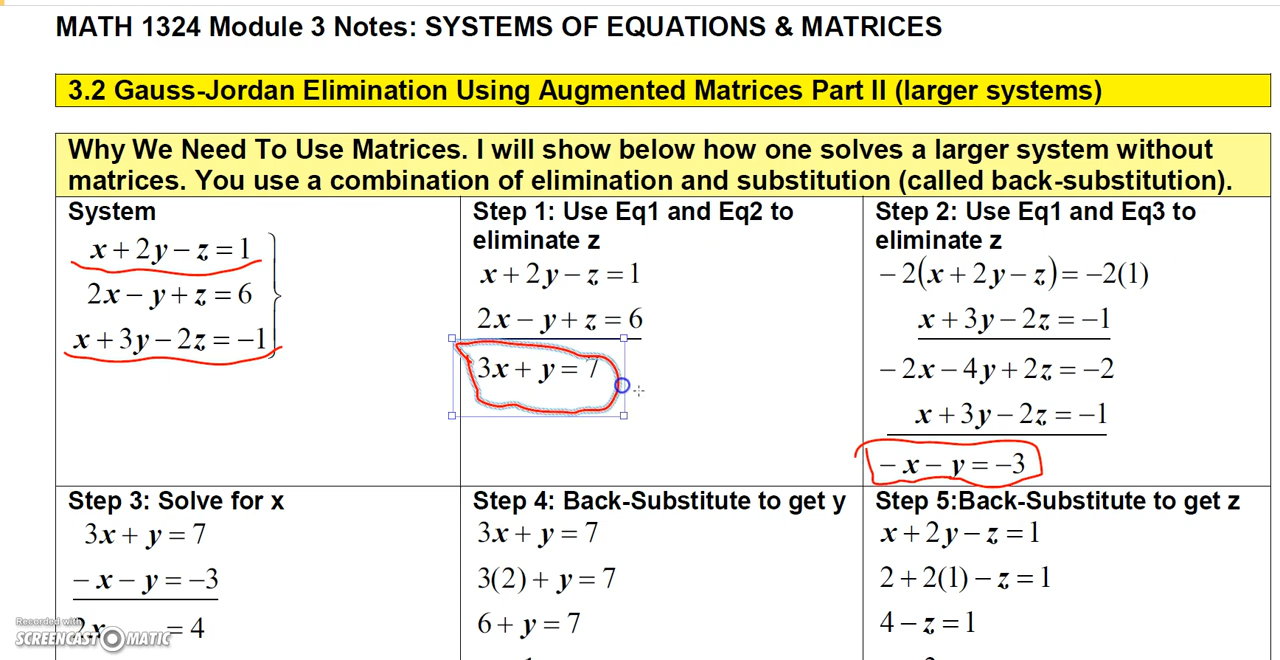 MATH 1324 Module 3 Notes: SYSTEMS OF EQUATIONS & MATRICES
3.2 Gauss-Jordan Elimination Using Augmented Matrices Part II (larger systems)
Why We Need To Use Matrices. I will show below how one solves a larger system without
matrices. You use a combination of elimination and substitution (called back-substitution).
System
x + 2y − z = 1
2x − y + z = 6
x + 3y − 2z = −1
Step 1: Use Eq1 and Eq2 to
eliminate z
x + 2y − z = 1
2x − y + z = 6
3x + y = 7
Step 2: Use Eq1 and Eq3 to
eliminate z
−2(x + 2y − z) = −2(1)
x + 3y − 2z = −1
−2x − 4y + 2z = −2
x + 3y − 2z = −1
−x − y = −3
Step 3: Solve for x
3x + y = 7
−x − y = −3
2x = 4
Step 4: Back-Substitute to get y
3x + y = 7
3(2) + y = 7
6 + y = 7
Step 5:Back-Substitute to get z
x + 2y − z = 1
2 + 2(1) − z = 1
4 − z = 1
Recorded with
SCREENCAST MATIC